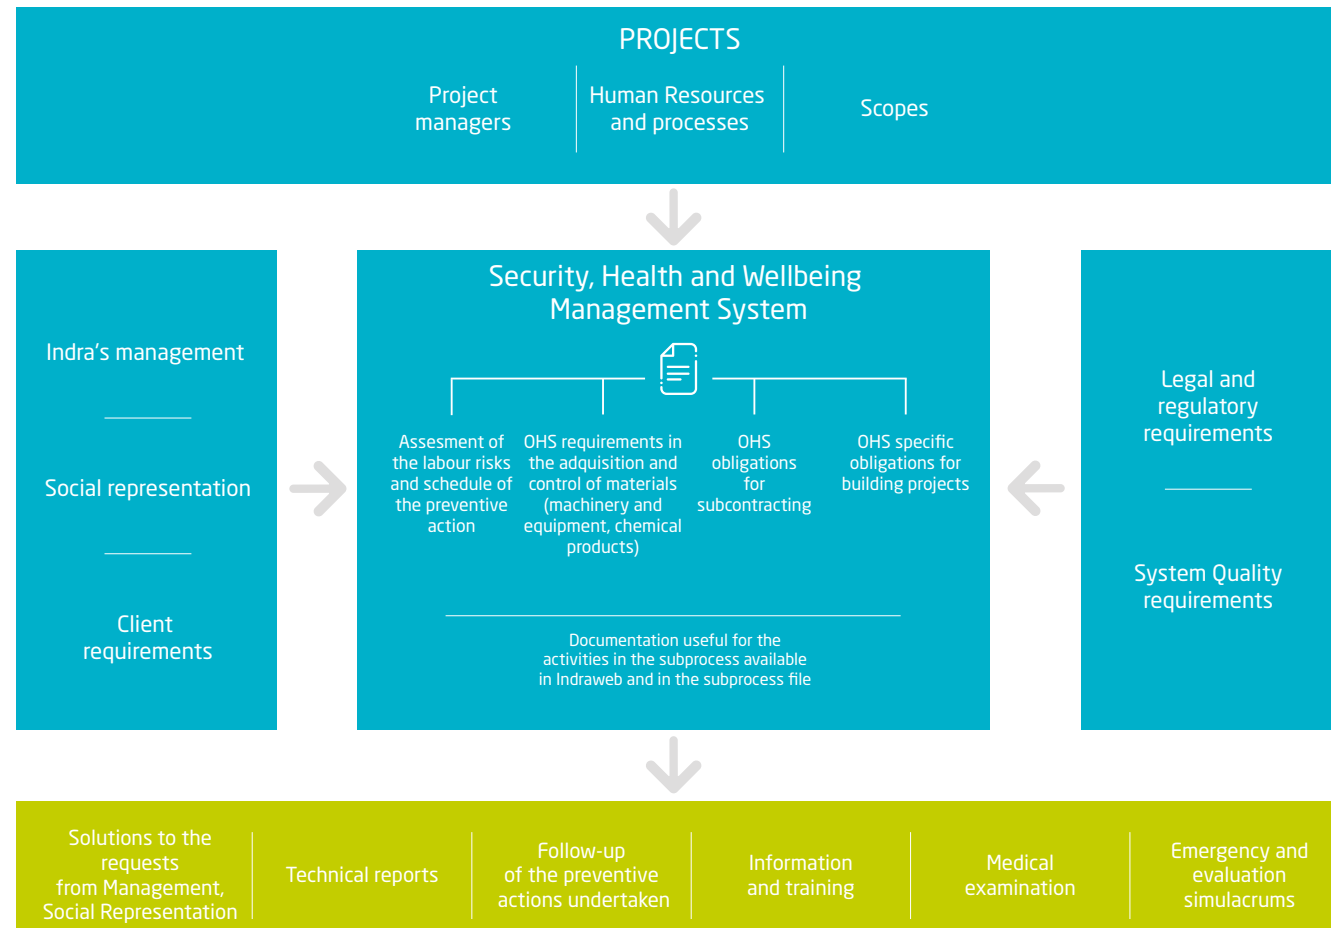 PROJECTS
Project
managers
Human Resources
and processes
Scopes
Indra's management
Social representation
Client
requirements
Security, Health and Wellbeing
Management System
Assesment of
the labour risks
and schedule of
the preventive
action
OHS requirements in
the adquisition and
control of materials
(machinery and
equipment, chemical
products)
OHS
obligations
for
subcontracting
OHS specific
obligations for
building projects
Documentation useful for the
activities in the subprocess available
in Indraweb and in the subprocess file
Legal and
regulatory
requirements
System Quality
requirements
Solutions to the
requests
from Management,
Social Representation
Technical reports
Follow-up
of the preventive
actions undertaken
Information
and training
Medical
examination
Emergency and
evaluation
simulacrums